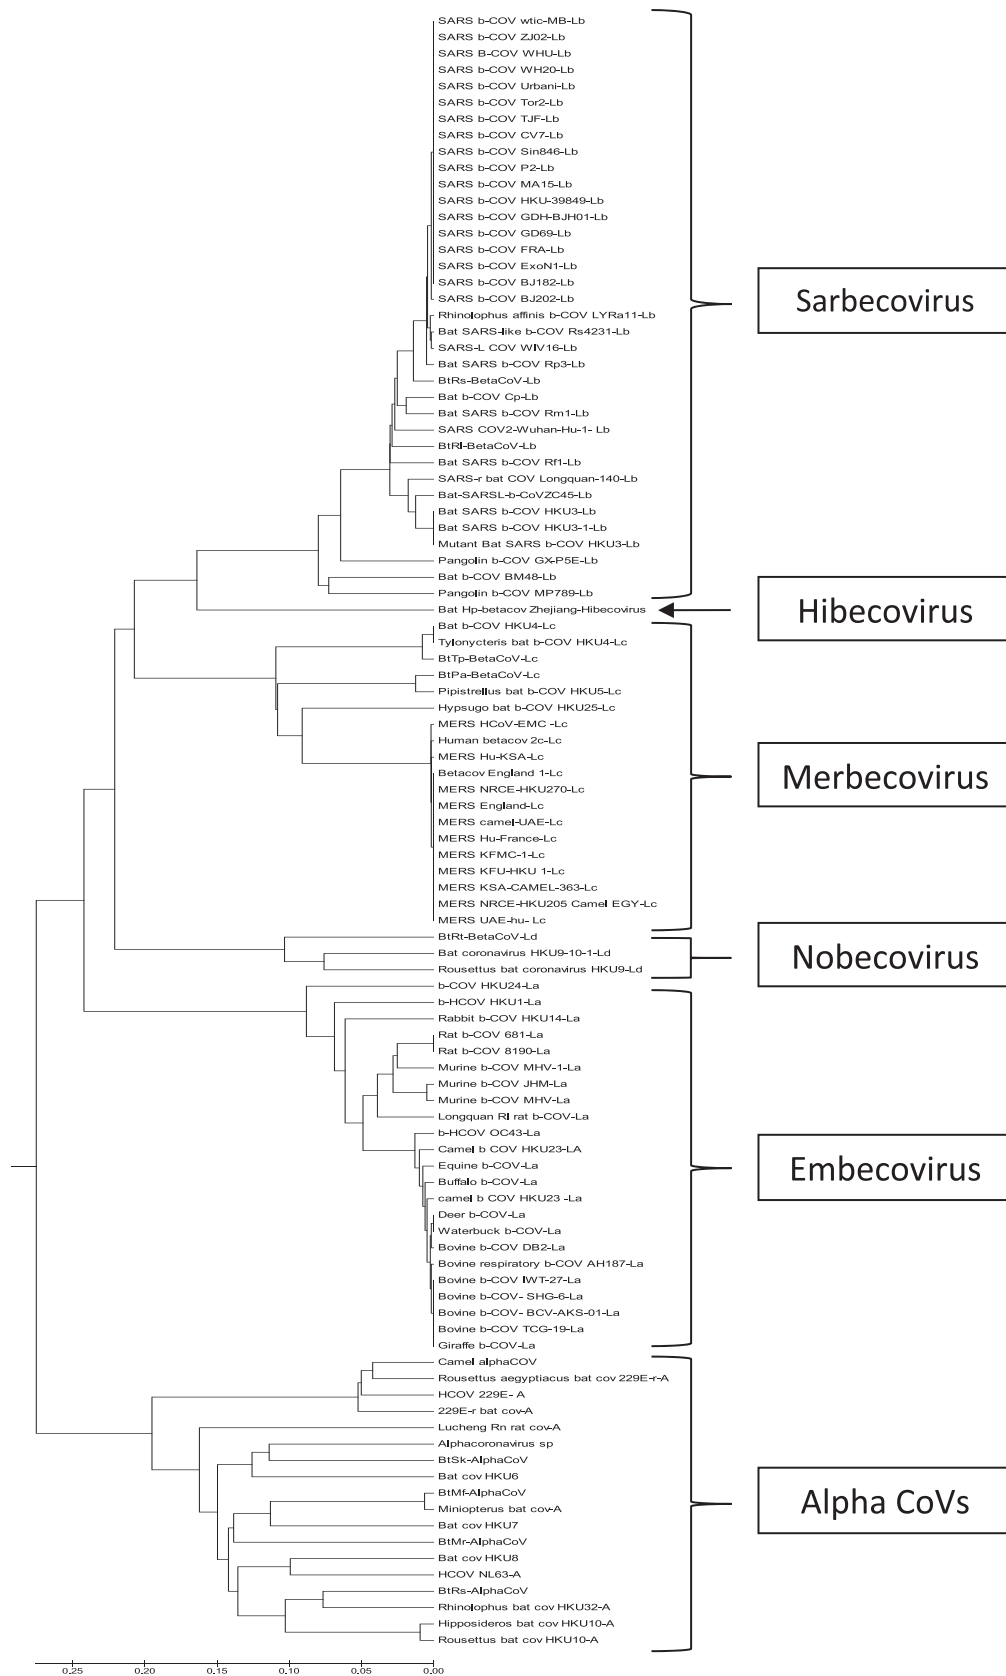 SARS b-COV wtic-MB-Lb
SARS b-COV ZJ02-Lb
SARS B-COV WHU-Lb
SARS b-COV WH20-Lb
SARS b-COV Urbani-Lb
SARS b-COV Tor2-Lb
SARS b-COV TJF-Lb
SARS b-COV CV7-Lb
SARS b-COV Sin846-Lb
SARS b-COV P2-Lb
SARS b-COV MA15-Lb
SARS b-COV HKU-39849-Lb
SARS b-COV GDH-BJH01-Lb
SARS b-COV GD69-Lb
SARS b-COV FRA-Lb
SARS b-COV ExoN1-Lb
SARS b-COV BJ182-Lb
SARS b-COV BJ202-Lb
Rhinolophus affinis b-COV LYRa11-Lb
Bat SARS-like b-COV Rs4231-Lb
SARS-L COV WIV16-Lb
Bat SARS b-COV Rp3-Lb
BtRs-BetaCoV-Lb
Bat b-COV Cp-Lb
Bat SARS b-COV Rm1-Lb
SARS COV2-Wuhan-Hu-1- Lb
BtRl-BetaCoV-Lb
Bat SARS b-COV Rf1-Lb
SARS-r bat COV Longquan-140-Lb
Bat-SARSL-b-CoVZC45-Lb
Bat SARS b-COV HKU3-Lb
Bat SARS b-COV HKU3-1-Lb
Mutant Bat SARS b-COV HKU3-Lb
Pangolin b-COV GX-P5E-Lb
Bat b-COV BM48-Lb
Pangolin b-COV MP789-Lb
Sarbecovirus
Bat Hp-betacov Zhejiang-Hibecovirus
Hibecovirus
Bat b-COV HKU4-Lc
Tylonycteris bat b-COV HKU4-Lc
BtTp-BetaCoV-Lc
BtPa-BetaCoV-Lc
Pipistrellus bat b-COV HKU5-Lc
Hypsugo bat b-COV HKU25-Lc
MERS HCoV-EMC -Lc
Human betacov 2c-Lc
MERS Hu-KSA-Lc
Betacov England 1-Lc
MERS NRCE-HKU270-Lc
MERS England-Lc
MERS camel-UAE-Lc
MERS Hu-France-Lc
MERS KFMC-1-Lc
MERS KFU-HKU 1-Lc
MERS KSA-CAMEL-363-Lc
MERS NRCE-HKU205 Camel EGY-Lc
MERS UAE-hu- Lc
Merbecovirus
BtRt-BetaCoV-Ld
Bat coronavirus HKU9-10-1-Ld
Rousettus bat coronavirus HKU9-Ld
Nobecovirus
b-COV HKU24-La
b-HCOV HKU1-La
Rabbit b-COV HKU14-La
Rat b-COV 681-La
Rat b-COV 8190-La
Murine b-COV MHV-1-La
Murine b-COV JHM-La
Murine b-COV MHV-La
Longquan Rl rat b-COV-La
b-HCOV OC43-La
Camel b COV HKU23-LA
Equine b-COV-La
Buffalo b-COV-La
camel b COV HKU23 -La
Deer b-COV-La
Waterbuck b-COV-La
Bovine b-COV DB2-La
Bovine respiratory b-COV AH187-La
Bovine b-COV IWT-27-La
Bovine b-COV- SHG-6-La
Bovine b-COV- BCV-AKS-01-La
Bovine b-COV TCG-19-La
Giraffe b-COV-La
Embecovirus
Camel alphaCOV
Rousettus aegyptiacus bat cov 229E-r-A
HCOV 229E- A
229E-r bat cov-A
Lucheng Rn rat cov-A
Alphacoronavirus sp
BtSk-AlphaCoV
Bat cov HKU6
BtMf-AlphaCoV
Miniopterus bat cov-A
Bat cov HKU7
BtMr-AlphaCoV
Bat cov HKU8
HCOV NL63-A
BtRs-AlphaCoV
Rhinolophus bat cov HKU32-A
Hipposideros bat cov HKU10-A
Rousettus bat cov HKU10-A
Alpha CoVs
0.25 0.20 0.15 0.10 0.05 0.00